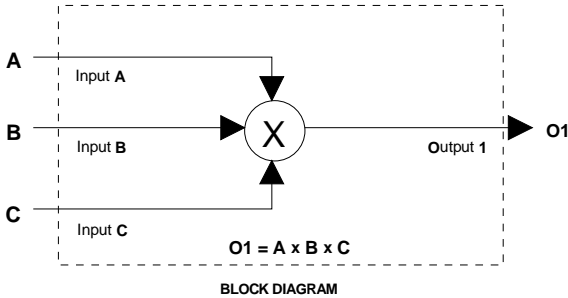 A
Input A
X
B
Input B
Output 1
O1
C
Input C
O1 = A x B x C
BLOCK DIAGRAM